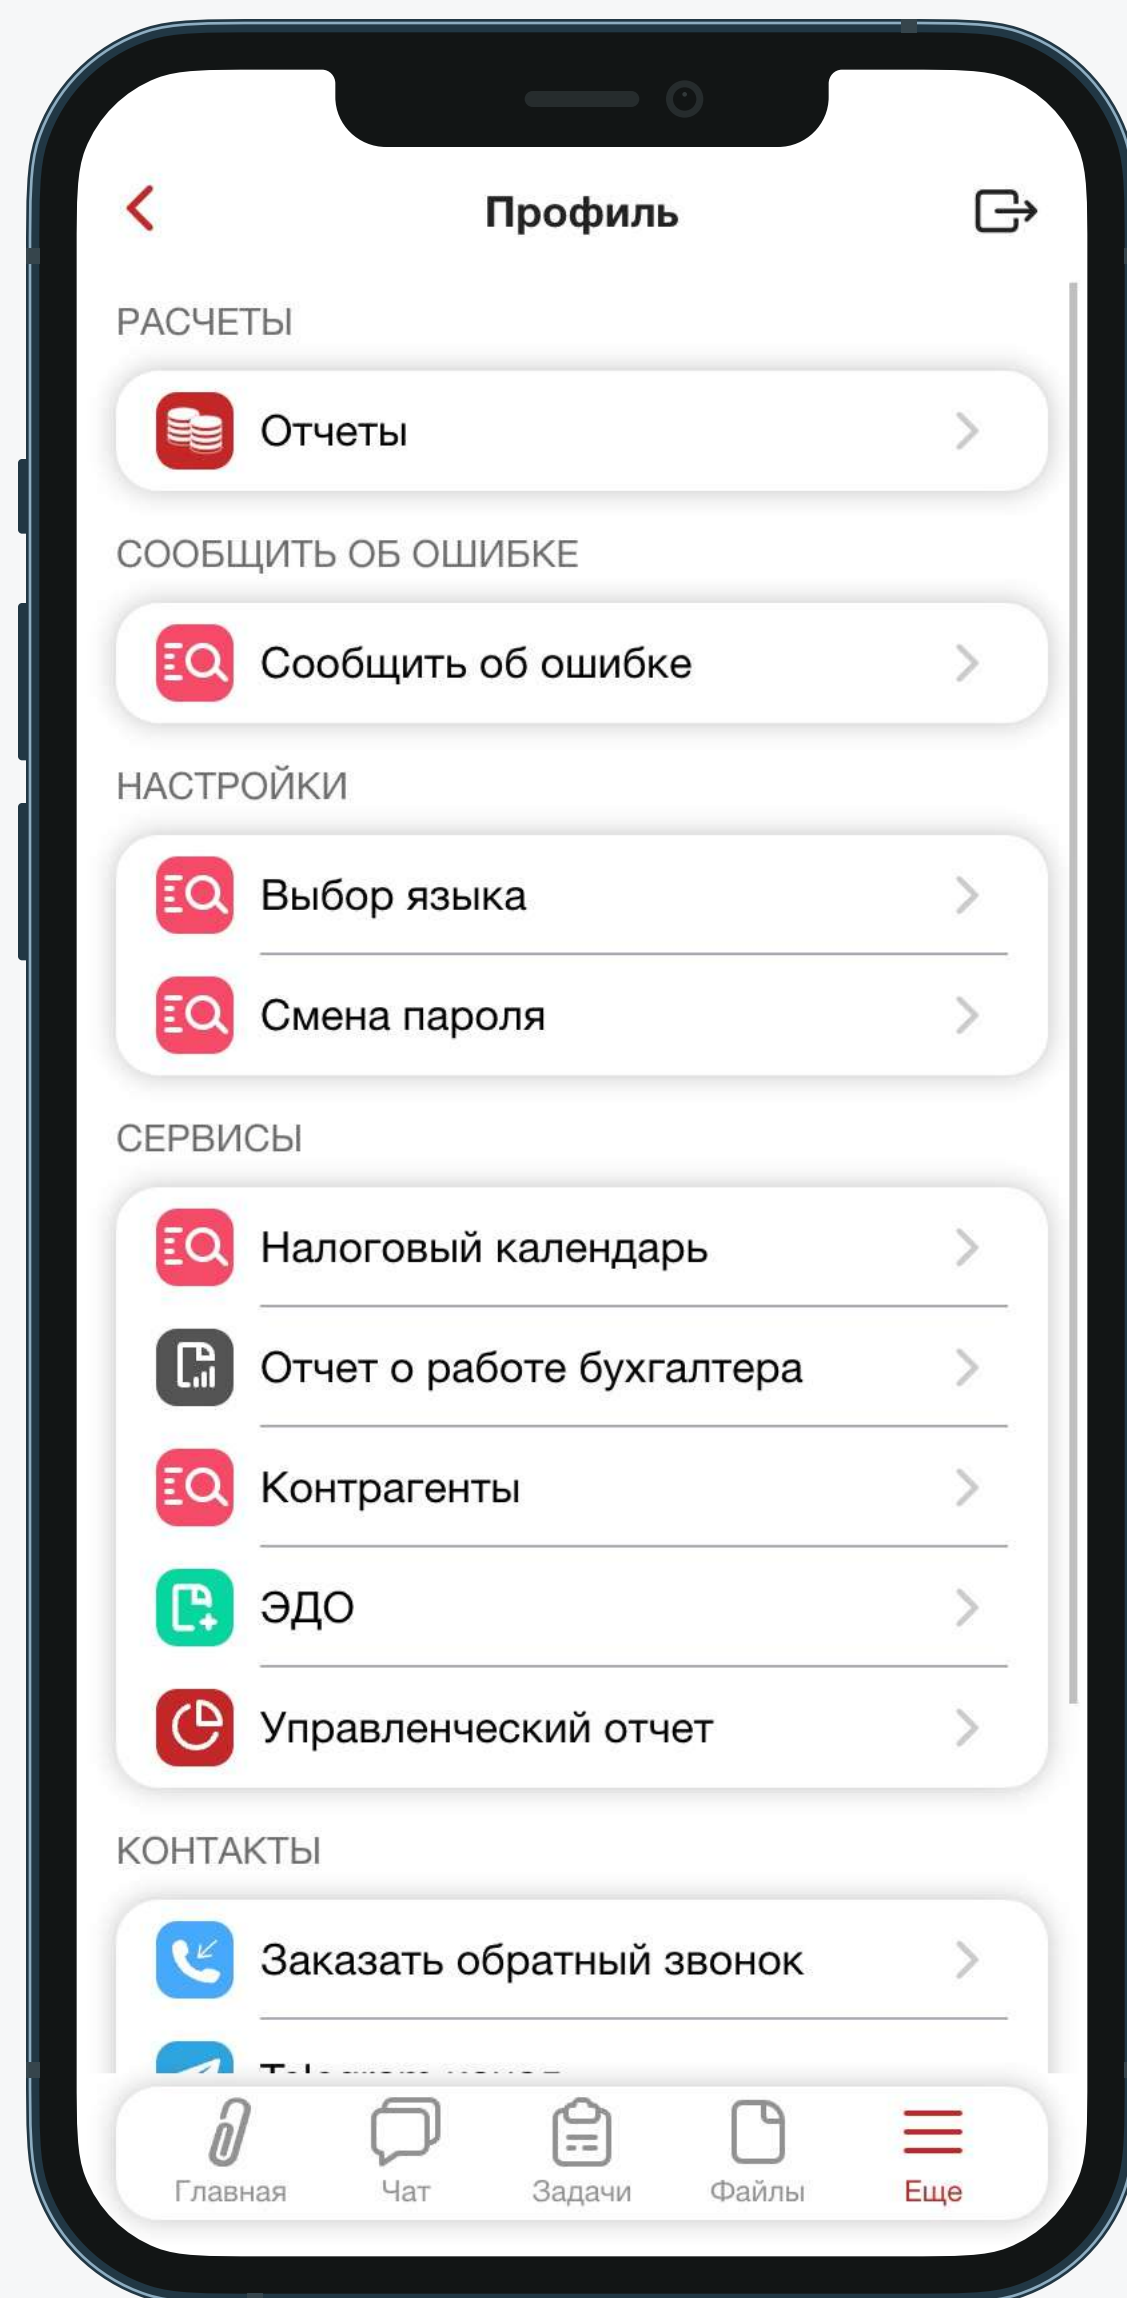 Профиль
РАСЧЕТЫ
Отчеты
СООБЩИТЬ ОБ ОШИБКЕ
Сообщить об ошибке
НАСТРОЙКИ
Выбор языка
Смена пароля
СЕРВИСЫ
Налоговый календарь
Отчет о работе бухгалтера
Контрагенты
ЭДО
Управленческий отчет
КОНТАКТЫ
Заказать обратный звонок
Главная
Чат
Задачи
Файлы
Еще